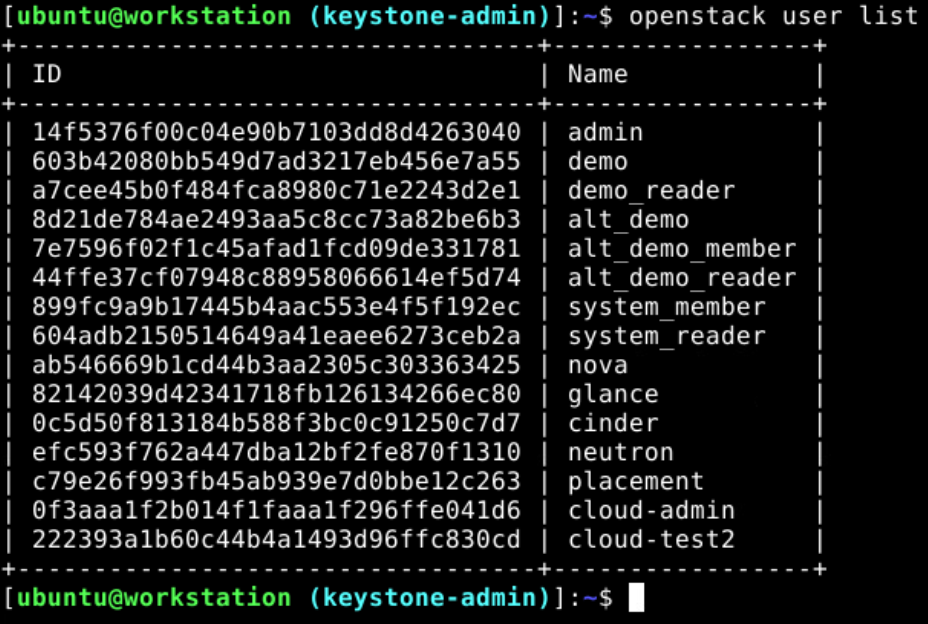 [ubuntu@workstation (keystone-admin)]:~$ openstack user list
+----------------------------------+-----------------+
| ID                               | Name            |
+----------------------------------+-----------------+
| 14f5376f00c04e90b7103dd8d4263040 | admin           |
| 603b42080bb549d7ad3217eb456e7a55 | demo            |
| a7cee45b0f484fca8980c71e2243d2e1 | demo_reader     |
| 8d21de784ae2493aa5c8cc73a82be6b3 | alt_demo        |
| 7e7596f02f1c45afad1fcd09de331781 | alt_demo_member |
| 44ffe37cf07948c88958066614ef5d74 | alt_demo_reader |
| 899fc9a9b17445b4aac553e4f5f192ec | system_member   |
| 604adb2150514649a41eaee6273ceb2a | system_reader   |
| ab546669b1cd44b3aa2305c303363425 | nova            |
| 82142039d42341718fb126134266ec80 | glance          |
| 0c5d50f813184b588f3bc0c91250c7d7 | cinder          |
| efc593f762a447dba12bf2fe870f1310 | neutron         |
| c79e26f993fb45ab939e7d0bbe12c263 | placement       |
| 0f3aaa1f2b014f1faaa1f296ffe041d6 | cloud-admin     |
| 222393a1b60c44b4a1493d96ffc830cd | cloud-test2     |
+----------------------------------+-----------------+
[ubuntu@workstation (keystone-admin)]:~$